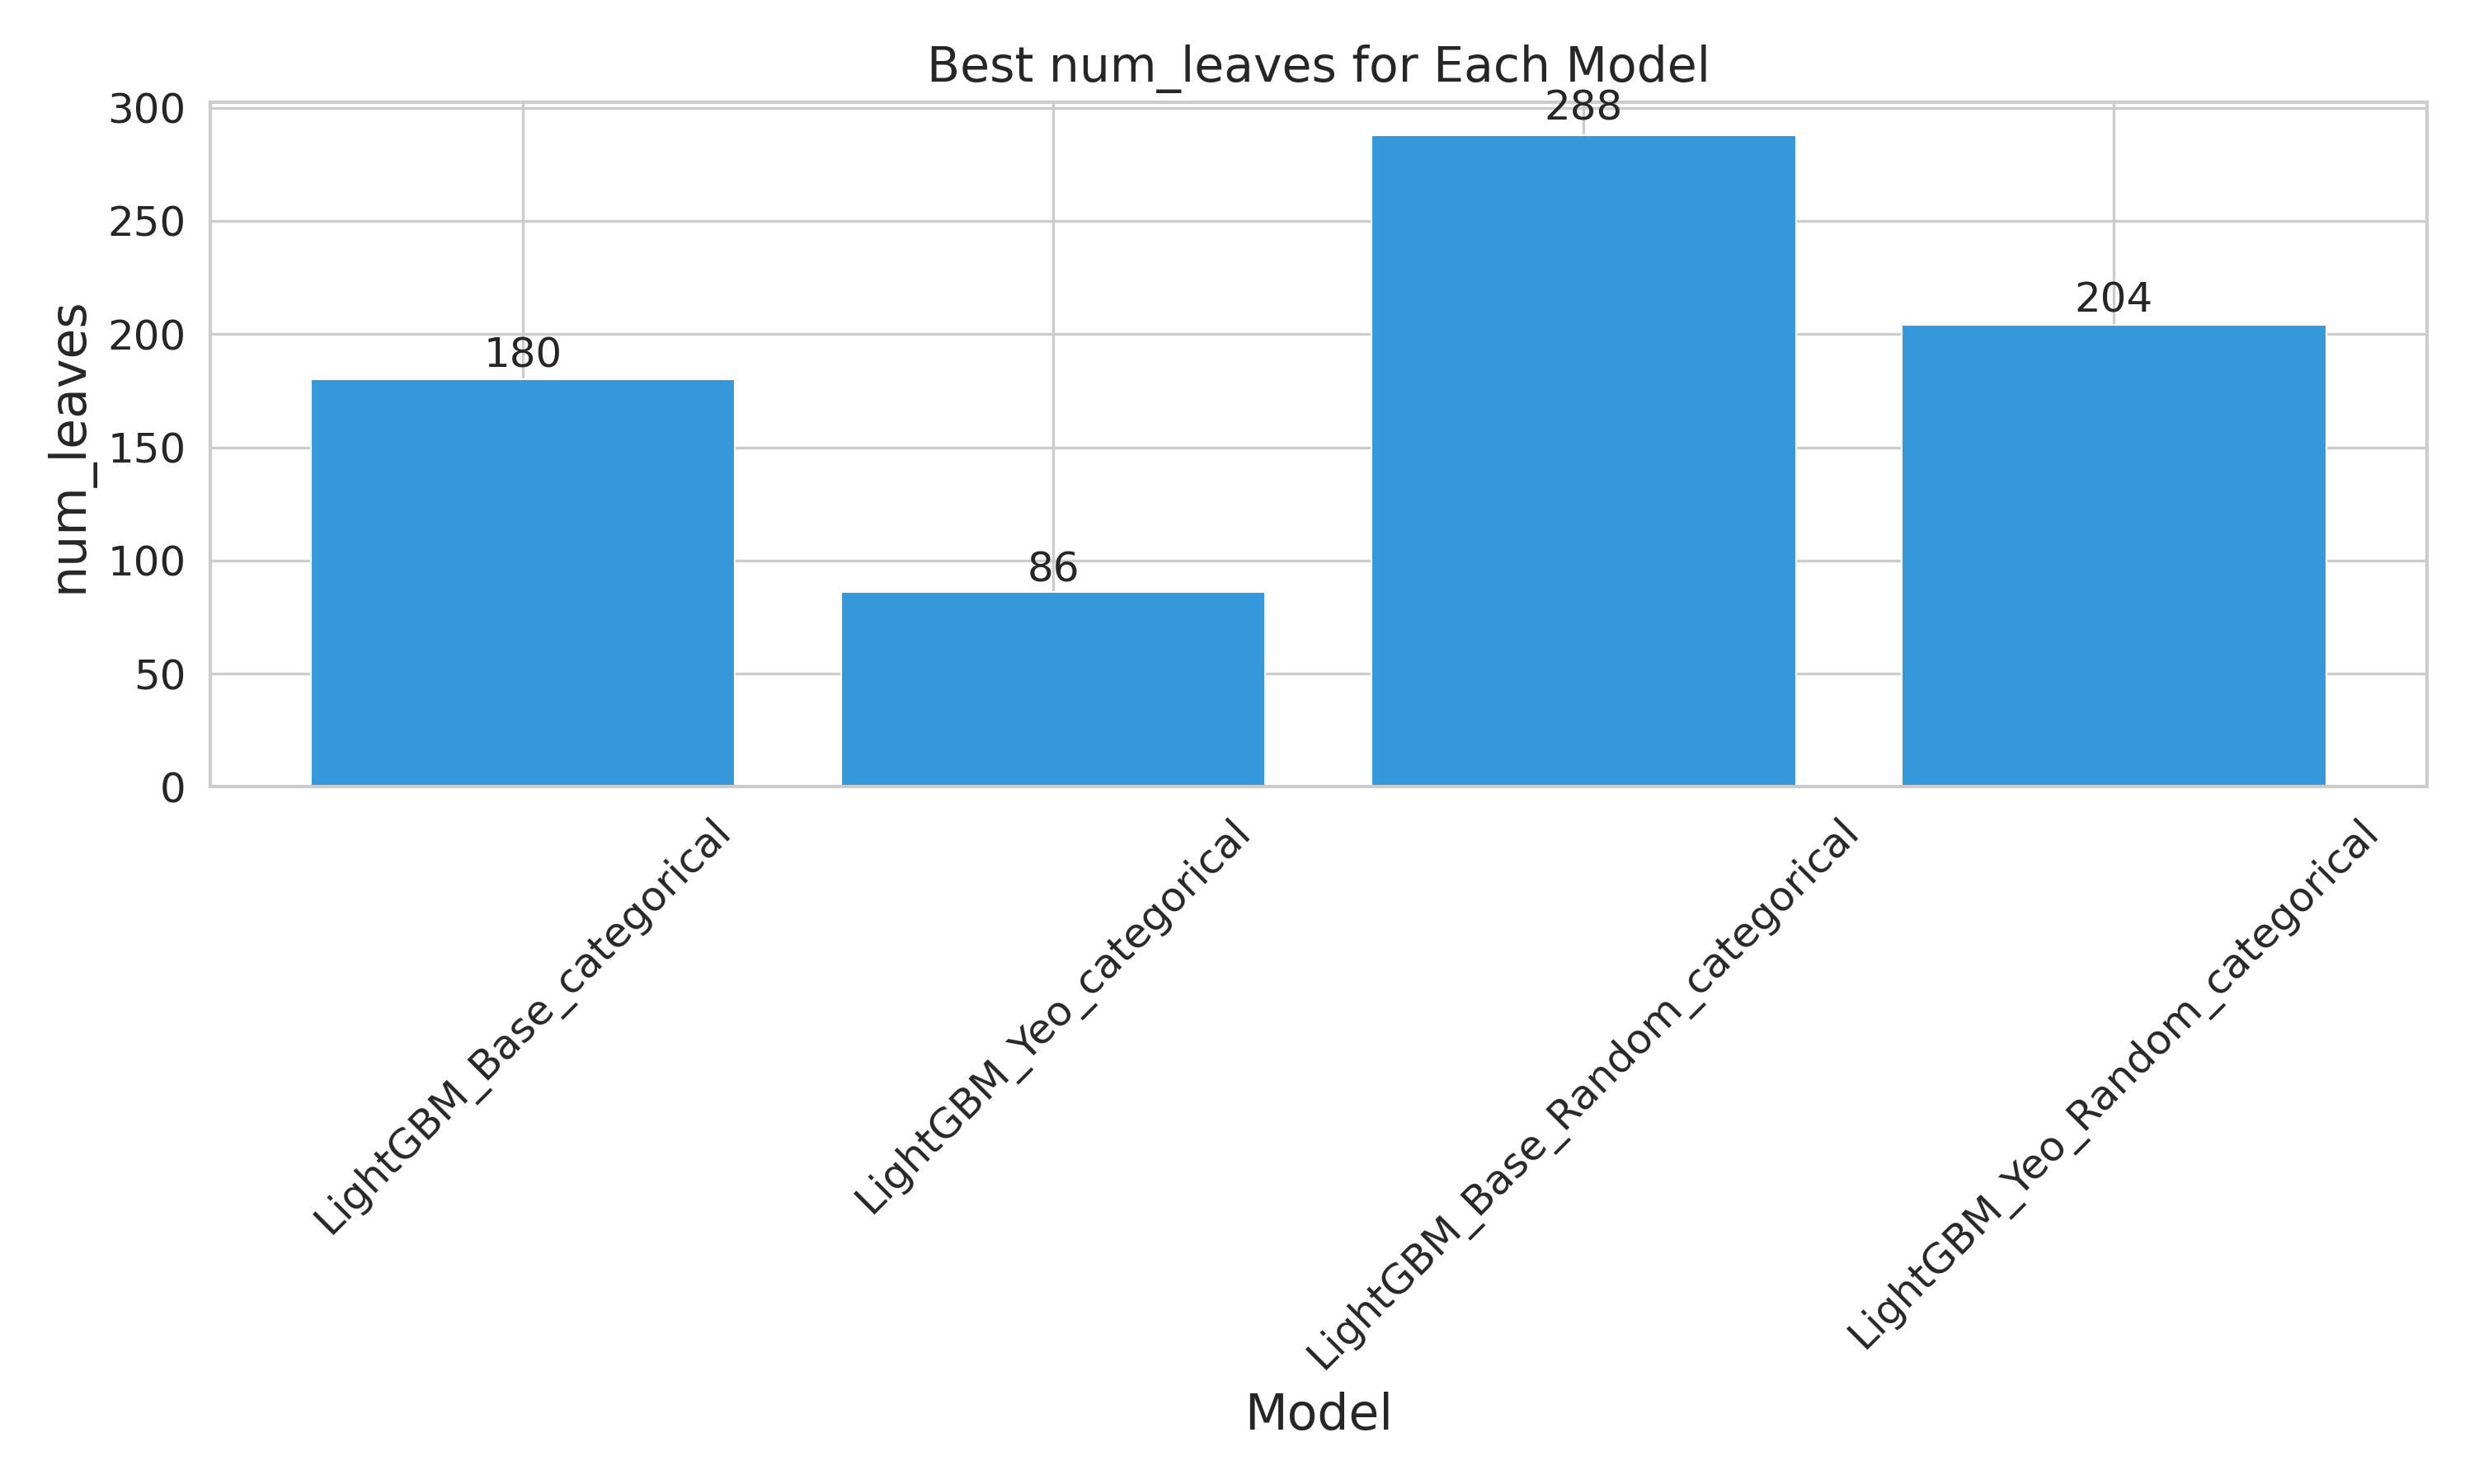 Best num_leaves for Each Model
num_leaves
300
250
200
150
100
50
0
180
86
288
204
LightGBM_Base_categorical
LightGBM_Yeo_categorical
LightGBM_Base_Random_categorical
LightGBM_Yeo_Random_categorical
Model